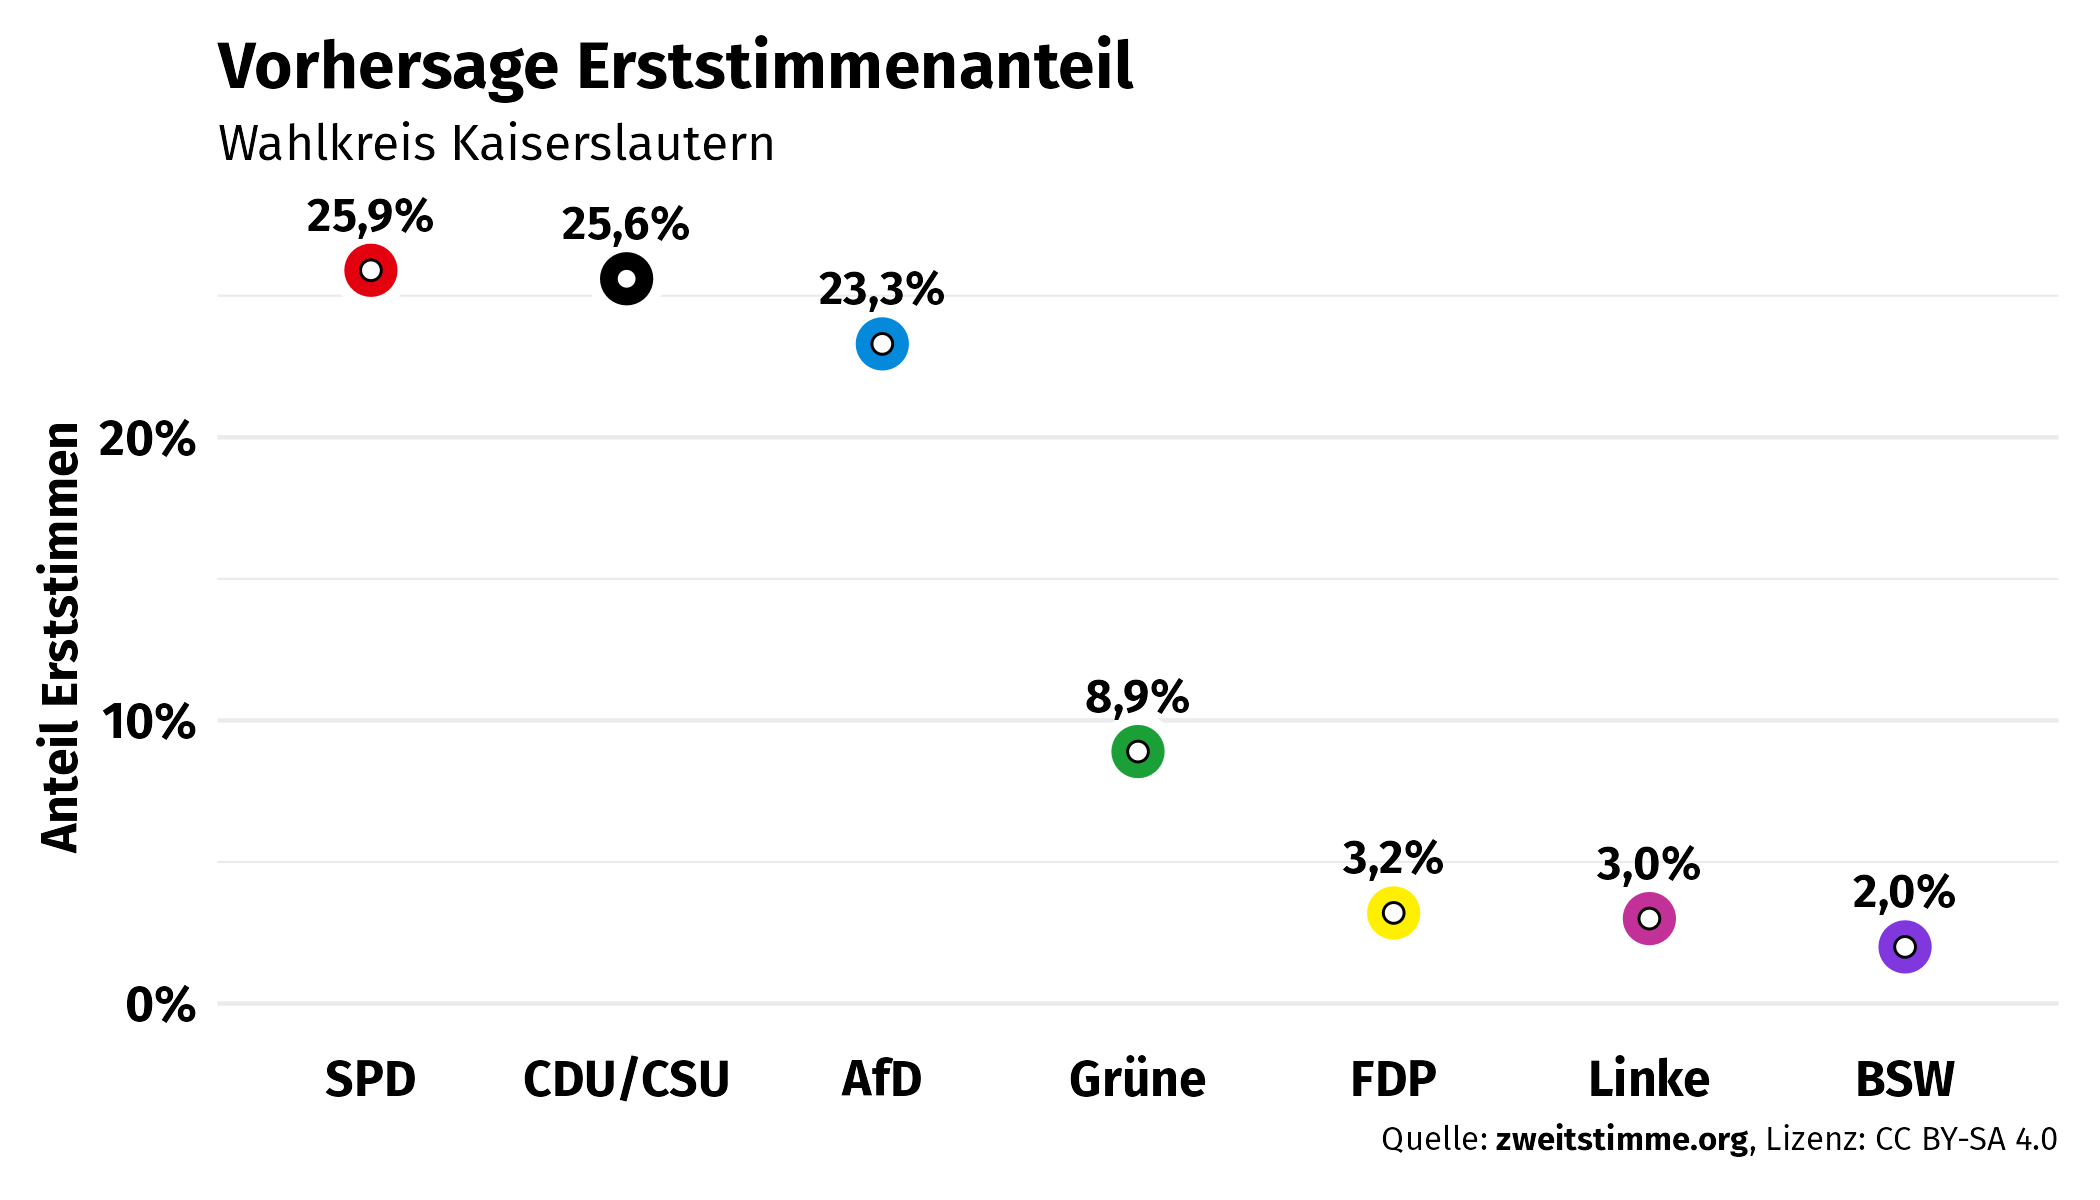 Vorhersage Erststimmenanteil
Wahlkreis Kaiserslautern
25,9%
25,6%
23,3%
8,9%
3,2%
3,0%
2,0%
Anteil Erststimmen
20%
10%
0%
SPD CDU/CSU AfD Grüne FDP Linke BSW
Quelle: zweitstimme.org, Lizenz: CC BY-SA 4.0